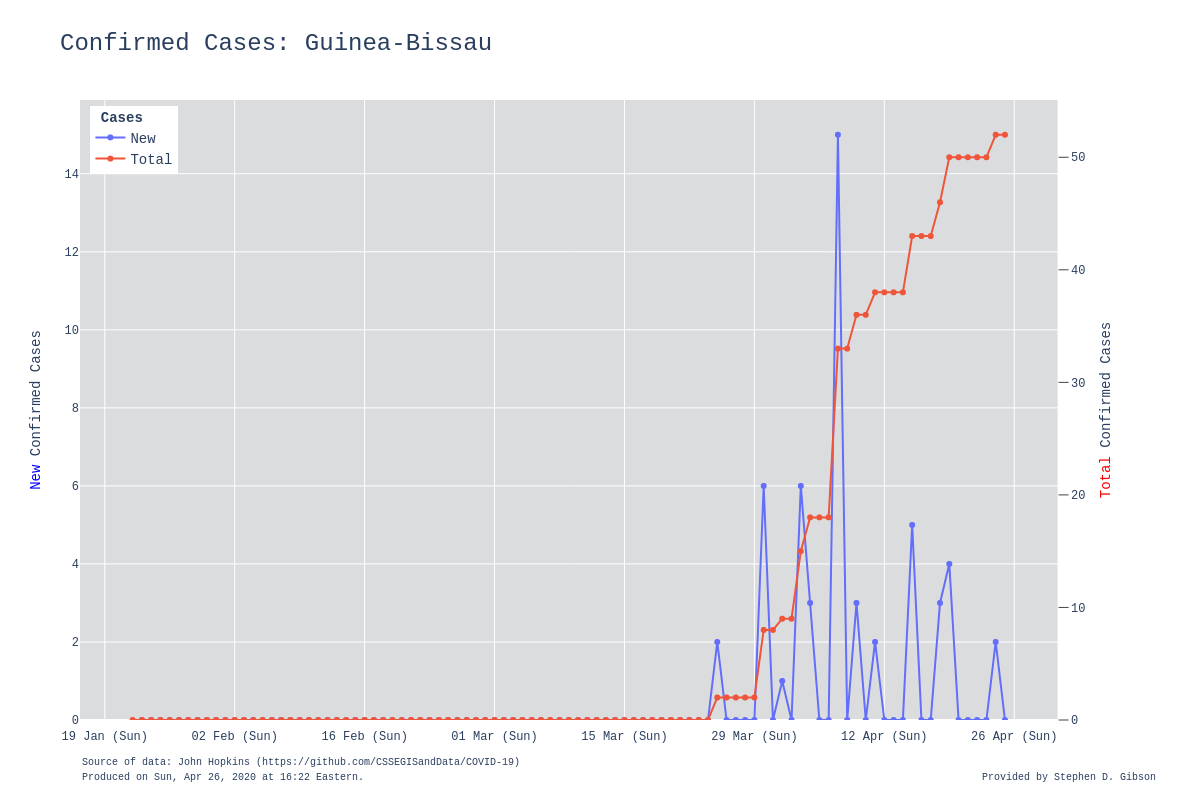 Confirmed Cases: Guinea-Bissau
Cases
New
Total
14
12
10
8
6
4
2
0
50
40
30
20
10
0
New Confirmed Cases
Total Confirmed Cases
19 Jan (Sun) 02 Feb (Sun) 16 Feb (Sun) 01 Mar (Sun) 15 Mar (Sun) 29 Mar (Sun) 12 Apr (Sun) 26 Apr (Sun)
Source of data: John Hopkins (https://github.com/CSSEGISandData/COVID-19)
Produced on Sun, Apr 26, 2020 at 16:22 Eastern.
Provided by Stephen D. Gibson